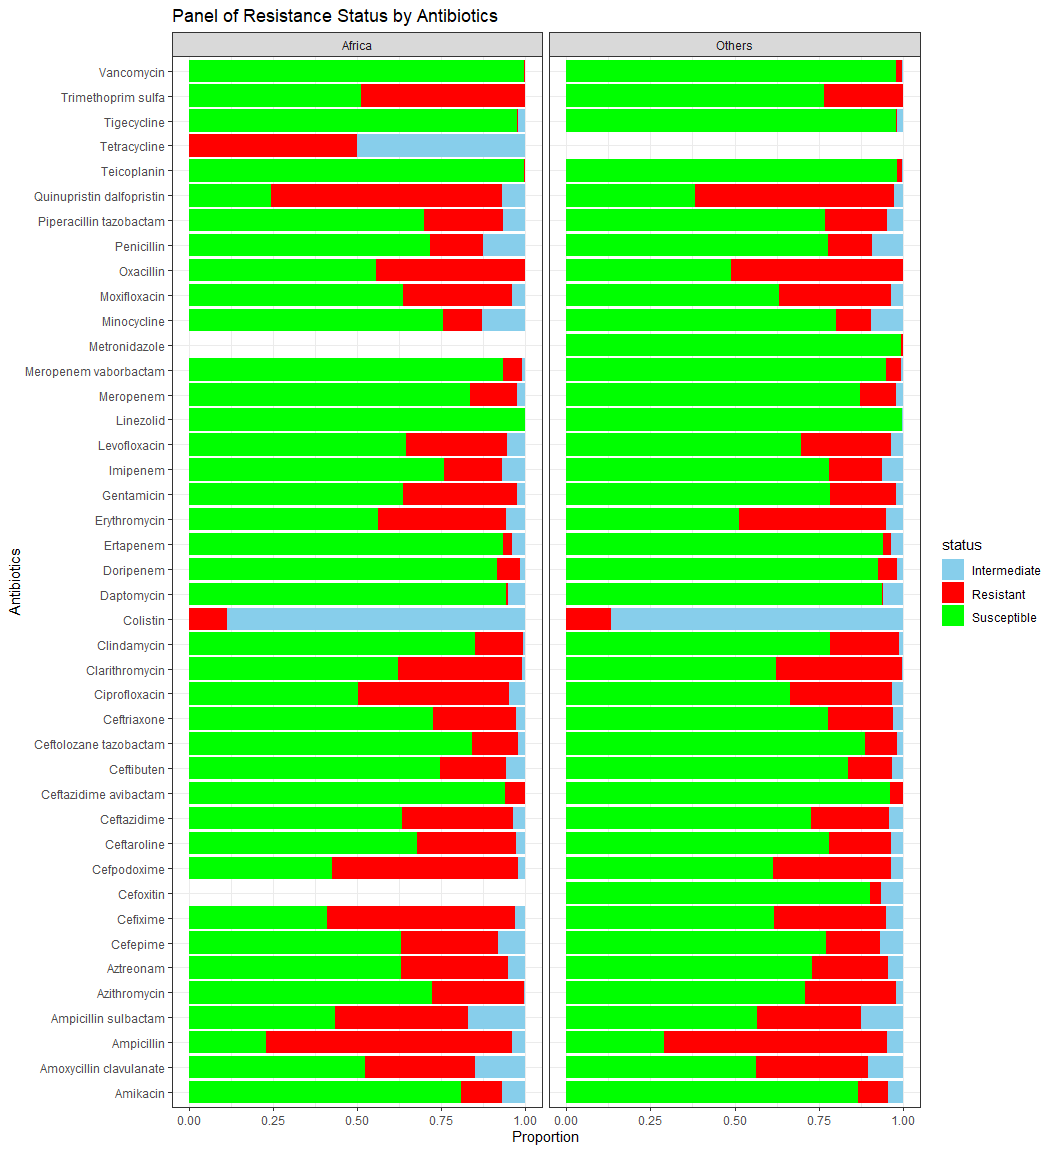 Panel of Resistance Status by Antibiotics
Africa
Others
Antibiotics
Vancomycin
Trimethoprim sulfa
Tigecycline
Tetracycline
Teicoplanin
Quinupristin dalfopristin
Piperacillin tazobactam
Penicillin
Oxacillin
Moxifloxacin
Minocycline
Metronidazole
Meropenem vaborbactam
Meropenem
Linezolid
Levofloxacin
Imipenem
Gentamicin
Erythromycin
Ertapenem
Doripenem
Daptomycin
Colistin
Clindamycin
Clarithromycin
Ciprofloxacin
Ceftriaxone
Ceftolozane tazobactam
Ceftibuten
Ceftazidime avibactam
Ceftazidime
Ceftaroline
Cefpodoxime
Cefoxitin
Cefixime
Cefepime
Aztreonam
Azithromycin
Ampicillin sulbactam
Ampicillin
Amoxycillin clavulanate
Amikacin
0.00 0.25 0.50 0.75 1.00
0.00 0.25 0.50 0.75 1.00
Proportion
status
Intermediate
Resistant
Susceptible